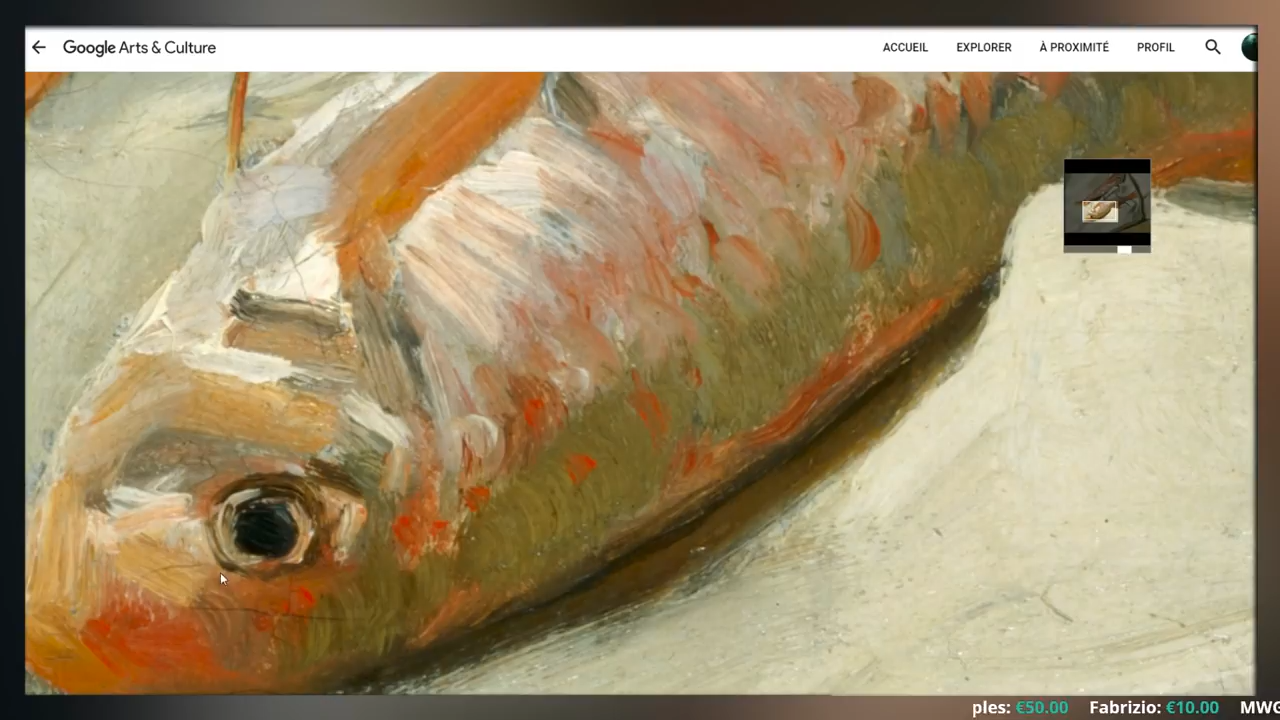 Google Arts & Culture ACCUEIL EXPLORER À PROXIMITÉ PROFIL
ples: €50.00 Fabrizio: €10.00 MWG